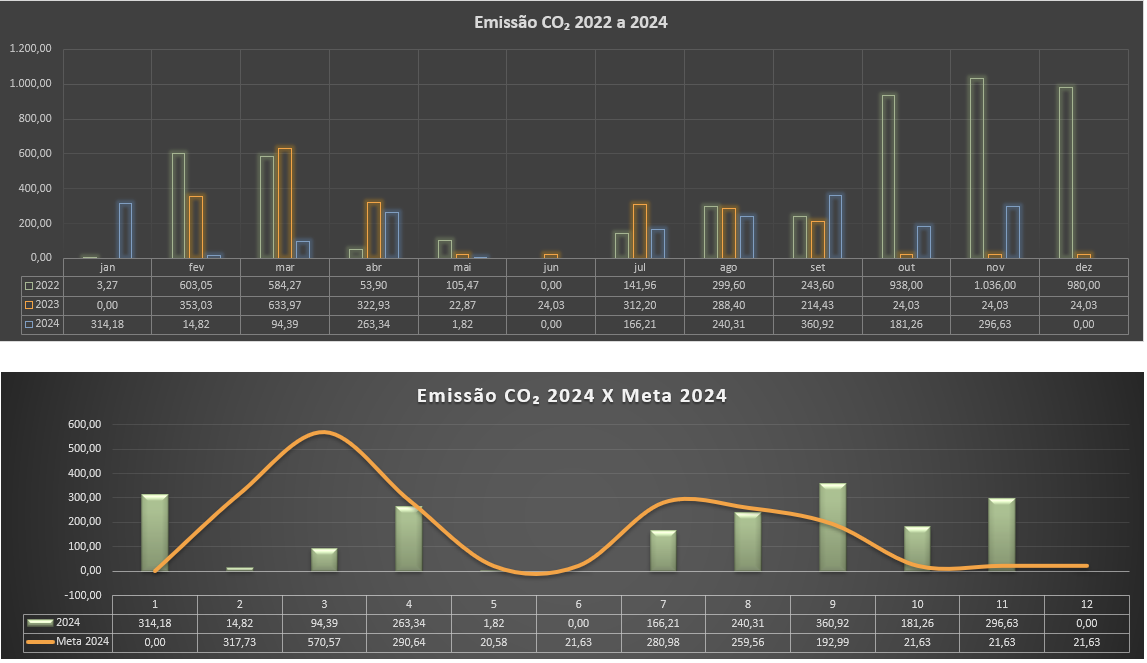 Emissão CO₂ 2022 a 2024
1.200,00
1.000,00
800,00
600,00
400,00
200,00
0,00
jan fev mar abr mai jun jul ago set out nov dez
2022 3,27 603,05 584,27 53,90 105,47 0,00 141,96 299,60 243,60 938,00 1.036,00 980,00
2023 0,00 353,03 633,97 322,93 22,87 24,03 312,20 288,40 214,43 24,03 24,03 24,03
2024 314,18 14,82 94,39 263,34 1,82 0,00 166,21 240,31 360,92 181,26 296,63 0,00
Emissão CO₂ 2024 X Meta 2024
600,00
500,00
400,00
300,00
200,00
100,00
0,00
-100,00
1 2 3 4 5 6 7 8 9 10 11 12
2024 314,18 14,82 94,39 263,34 1,82 0,00 166,21 240,31 360,92 181,26 296,63 0,00
Meta 2024 0,00 317,73 570,57 290,64 20,58 21,63 280,98 259,56 192,99 21,63 21,63 21,63